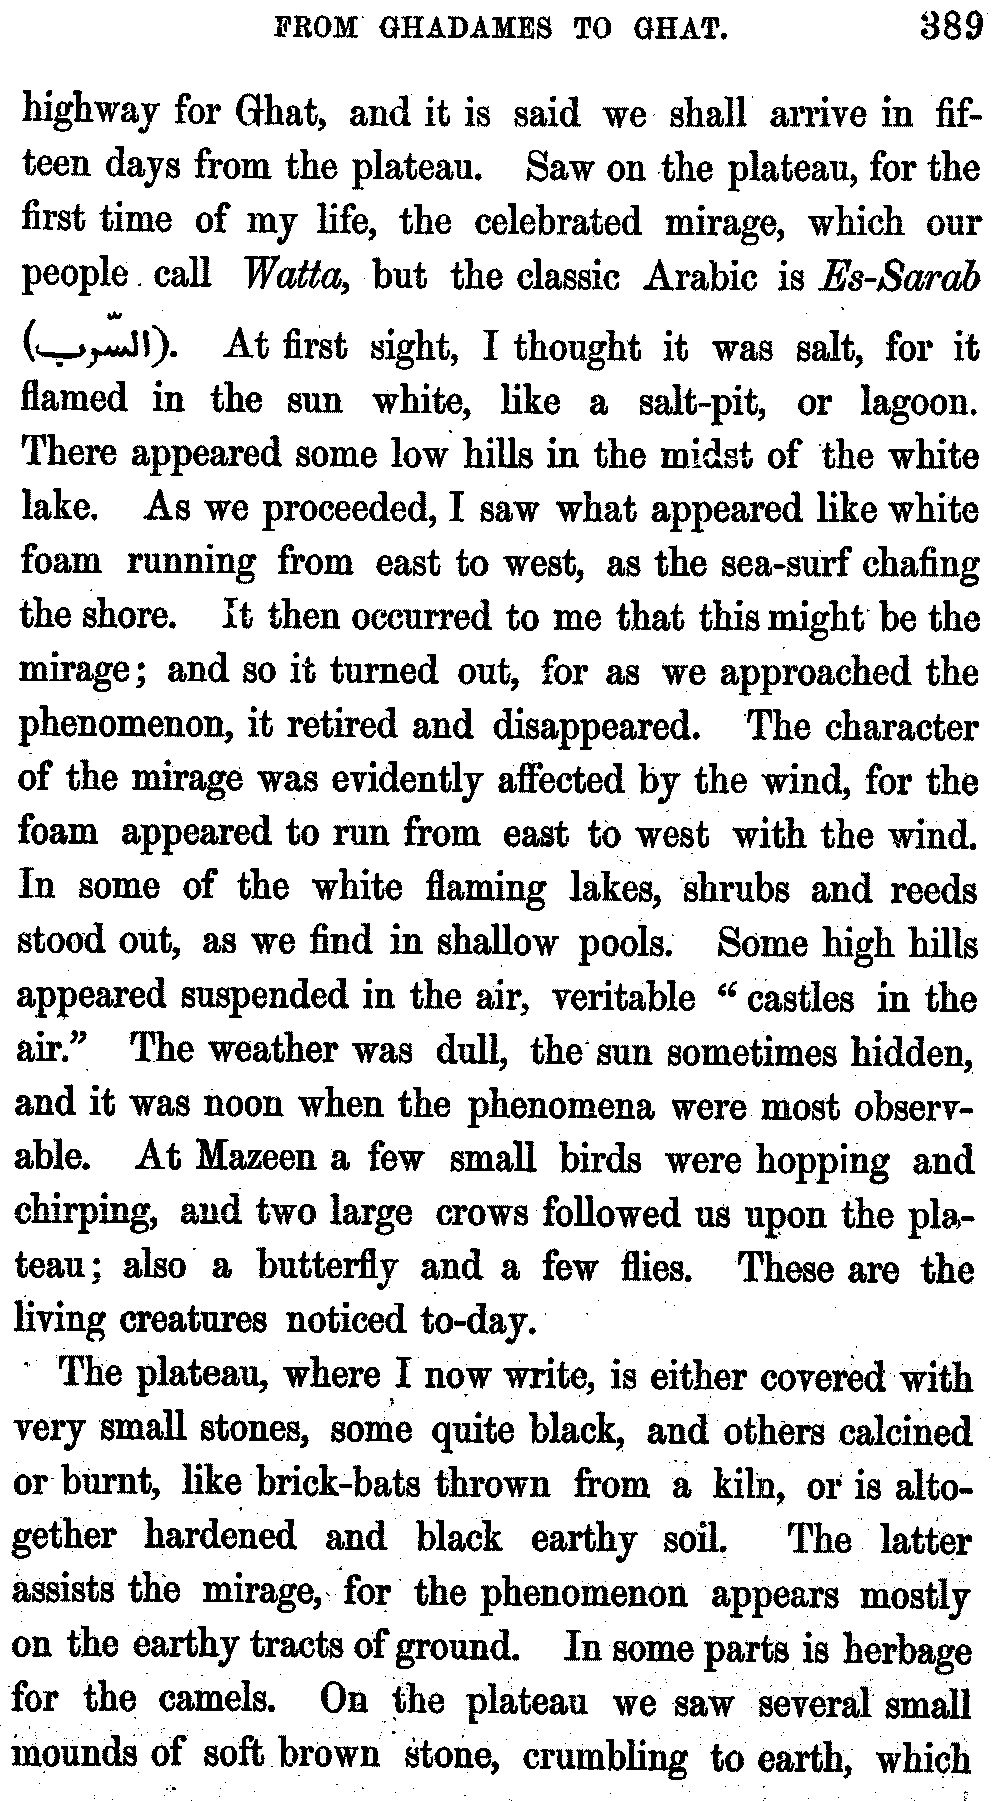 FROM GHADAMES TO GHAT. 389
highway for Ghat, and it is said we shall arrive in fif-
teen days from the plateau. Saw on the plateau, for the
first time of my life, the celebrated mirage, which our
people call Watta, but the classic Arabic is Es-Sarab
(السّرب). At first sight, I thought it was salt, for it
flamed in the sun white, like a salt-pit, or lagoon.
There appeared some low hills in the midst of the white
lake. As we proceeded, I saw what appeared like white
foam running from east to west, as the sea-surf chafing
the shore. It then occurred to me that this might be the
mirage; and so it turned out, for as we approached the
phenomenon, it retired and disappeared. The character
of the mirage was evidently affected by the wind, for the
foam appeared to run from east to west with the wind.
In some of the white flaming lakes, shrubs and reeds
stood out, as we find in shallow pools. Some high hills
appeared suspended in the air, veritable “castles in the
air.” The weather was dull, the sun sometimes hidden,
and it was noon when the phenomena were most observ-
able. At Mazeen a few small birds were hopping and
chirping, and two large crows followed us upon the pla-
teau; also a butterfly and a few flies. These are the
living creatures noticed to-day.
The plateau, where I now write, is either covered with
very small stones, some quite black, and others calcined
or burnt, like brick-bats thrown from a kiln, or is alto-
gether hardened and black earthy soil. The latter
assists the mirage, for the phenomenon appears mostly
on the earthy tracts of ground. In some parts is herbage
for the camels. On the plateau we saw several small
mounds of soft brown stone, crumbling to earth, which